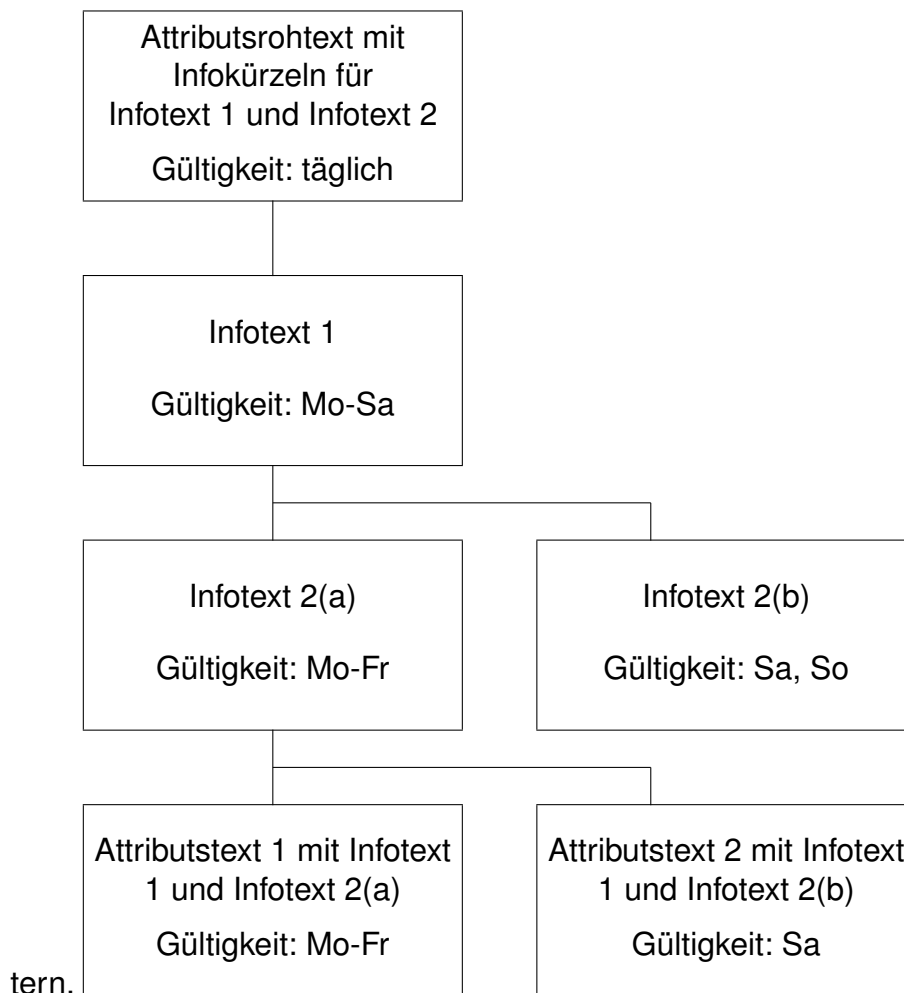 Attributsrohtext mit
Infokürzeln für
Infotext 1 und Infotext 2
Gültigkeit: täglich
Infotext 1
Gültigkeit: Mo-Sa
Infotext 2(a)
Gültigkeit: Mo-Fr
Infotext 2(b)
Gültigkeit: Sa, So
Attributstext 1 mit Infotext
1 und Infotext 2(a)
Gültigkeit: Mo-Fr
Attributstext 2 mit Infotext
1 und Infotext 2(b)
Gültigkeit: Sa
tern.